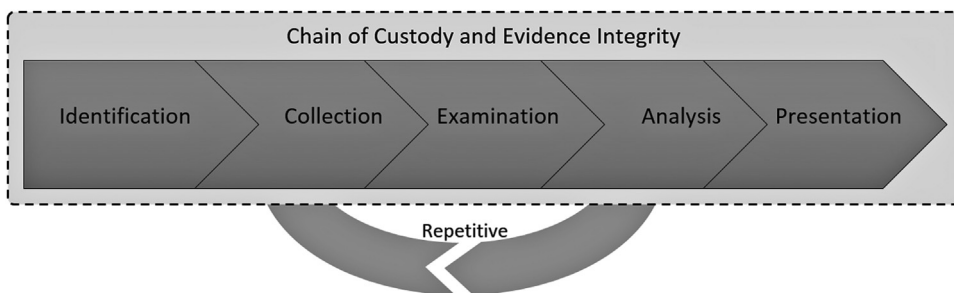 Chain of Custody and Evidence Integrity
Identification Collection Examination Analysis Presentation
Repetitive